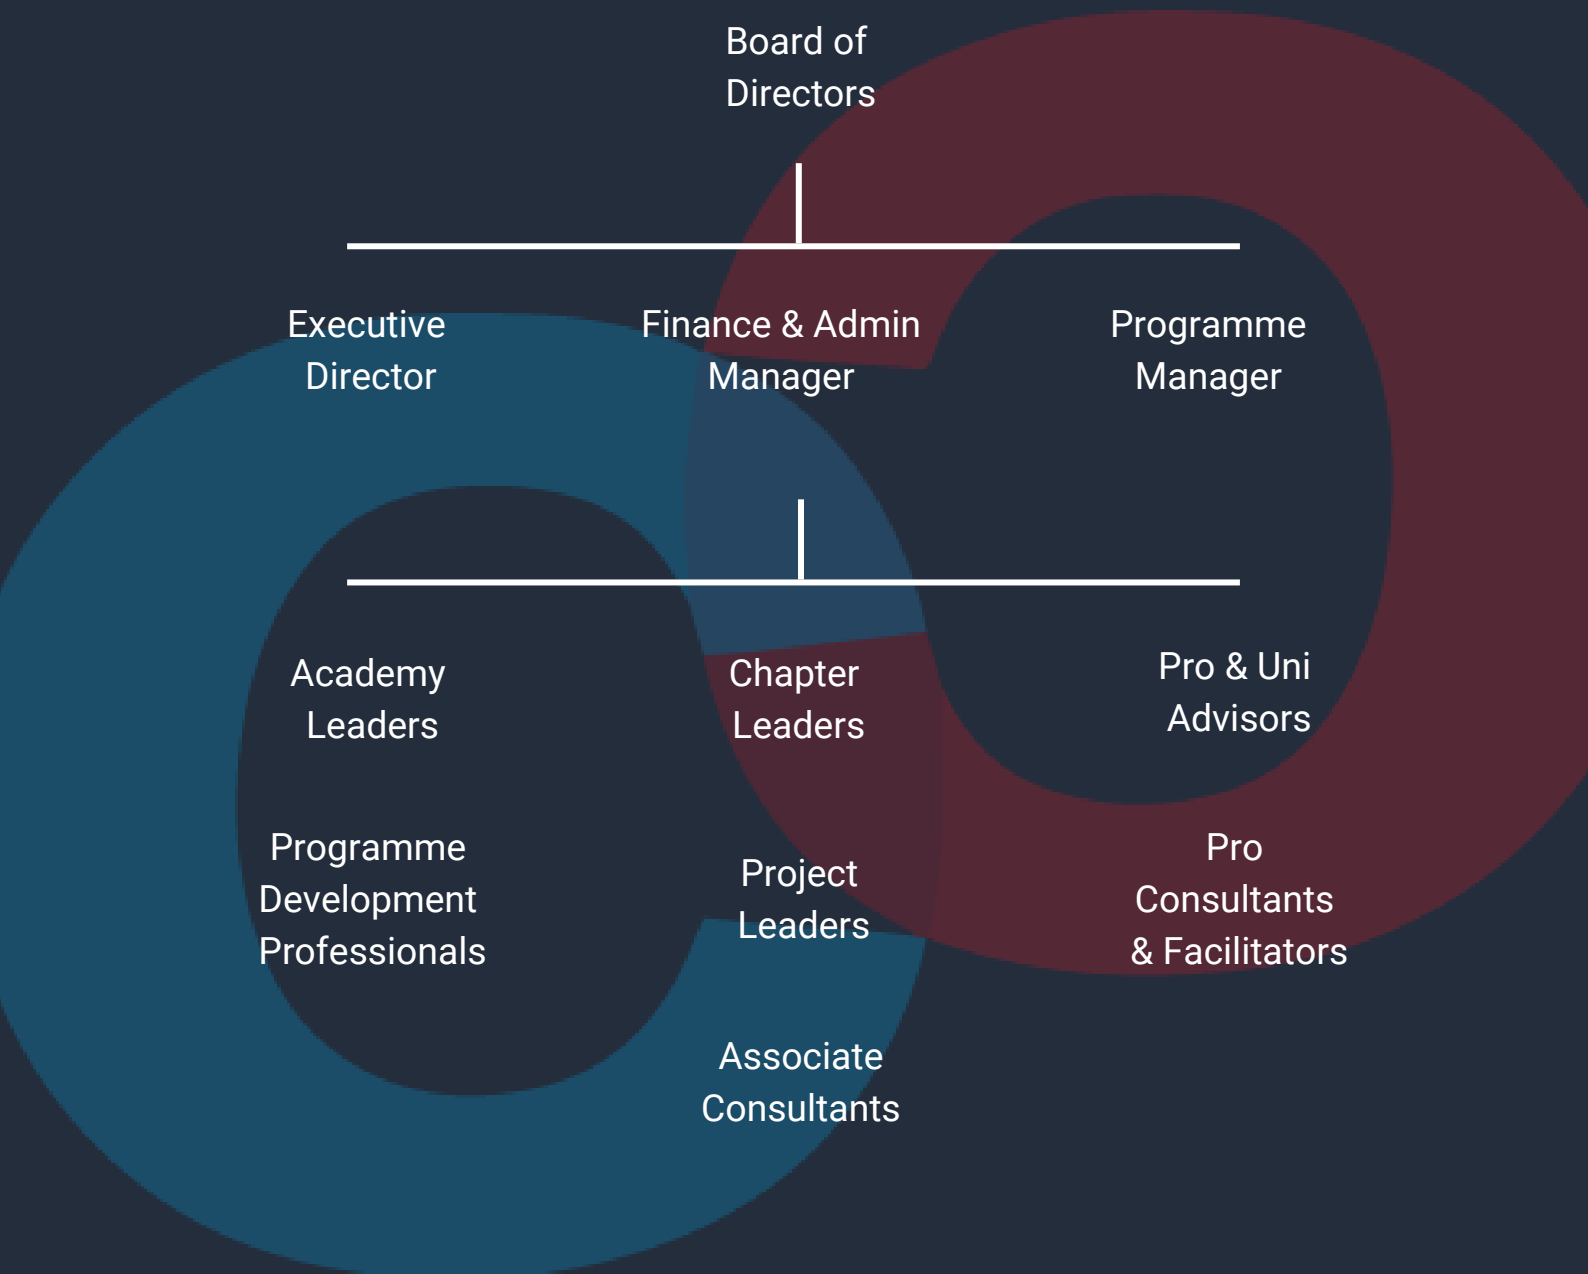 Board of
Directors
Executive
Director
Finance & Admin
Manager
Programme
Manager
Academy
Leaders
Chapter
Leaders
Pro & Uni
Advisors
Programme
Development
Professionals
Project
Leaders
Pro
Consultants
& Facilitators
Associate
Consultants